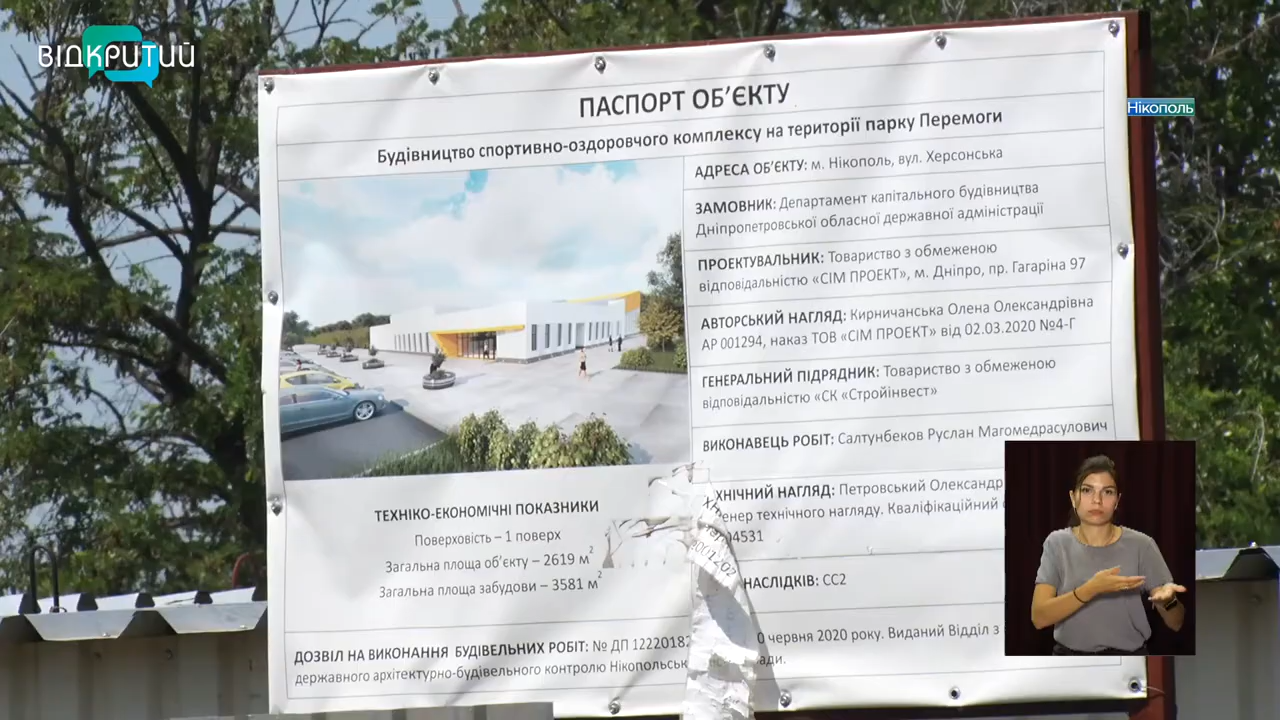 ВІДКРИТИЙ
Нікополь
ПАСПОРТ ОБ'ЄКТУ
Будівництво спортивно-оздоровчого комплексу на території парку Перемоги
АДРЕСА ОБ'ЄКТУ: м. Нікополь, вул. Херсонська
ЗАМОВНИК: Департамент капітального будівництва
Дніпропетровської обласної державної адміністрації
ПРОЕКТУВАЛЬНИК: Товариство з обмеженою
відповідальністю «СІМ ПРОЕКТ», м. Дніпро, пр. Гагаріна 97
АВТОРСЬКИЙ НАГЛЯД: Кирничанська Олена Олександрівна
АР 001294, наказ ТОВ «СІМ ПРОЕКТ» від 02.03.2020 №4-Г
ГЕНЕРАЛЬНИЙ ПІДРЯДНИК: Товариство з обмеженою
відповідальністю «СК «Стройінвест»
ВИКОНАВЕЦЬ РОБІТ: Салтунбеков Руслан Магомедрасулович
ХНІЧНИЙ НАГЛЯД: Петровський Олександр
енер технічного нагляду. Кваліфікаційний
04531
НАСЛІДКІВ: СС2
ТЕХНІКО-ЕКОНОМІЧНІ ПОКАЗНИКИ
Поверховість – 1 поверх
Загальна площа об'єкту – 2619 м²
Загальна площа забудови – 3581 м²
ДОЗВІЛ НА ВИКОНАННЯ БУДІВЕЛЬНИХ РОБІТ: № ДП 12220182 0 червня 2020 року. Виданий Відділ з
державного архітектурно-будівельного контролю Нікопольсь ради.